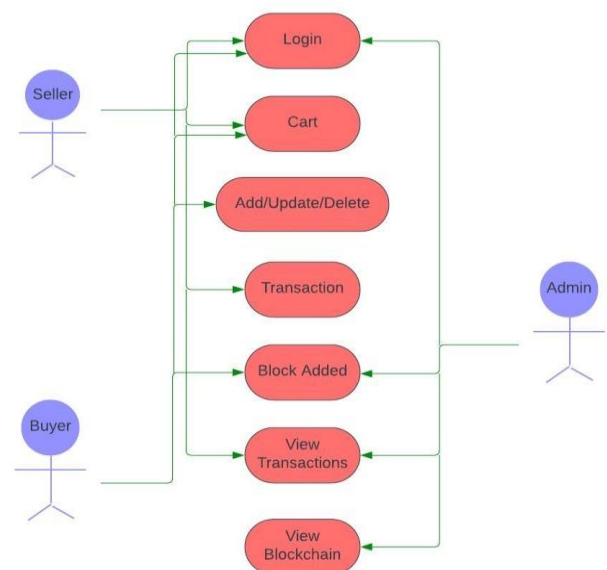 Login
Seller
Cart
Add/Update/Delete
Transaction
Admin
Block Added
Buyer
View
Transactions
View
Blockchain